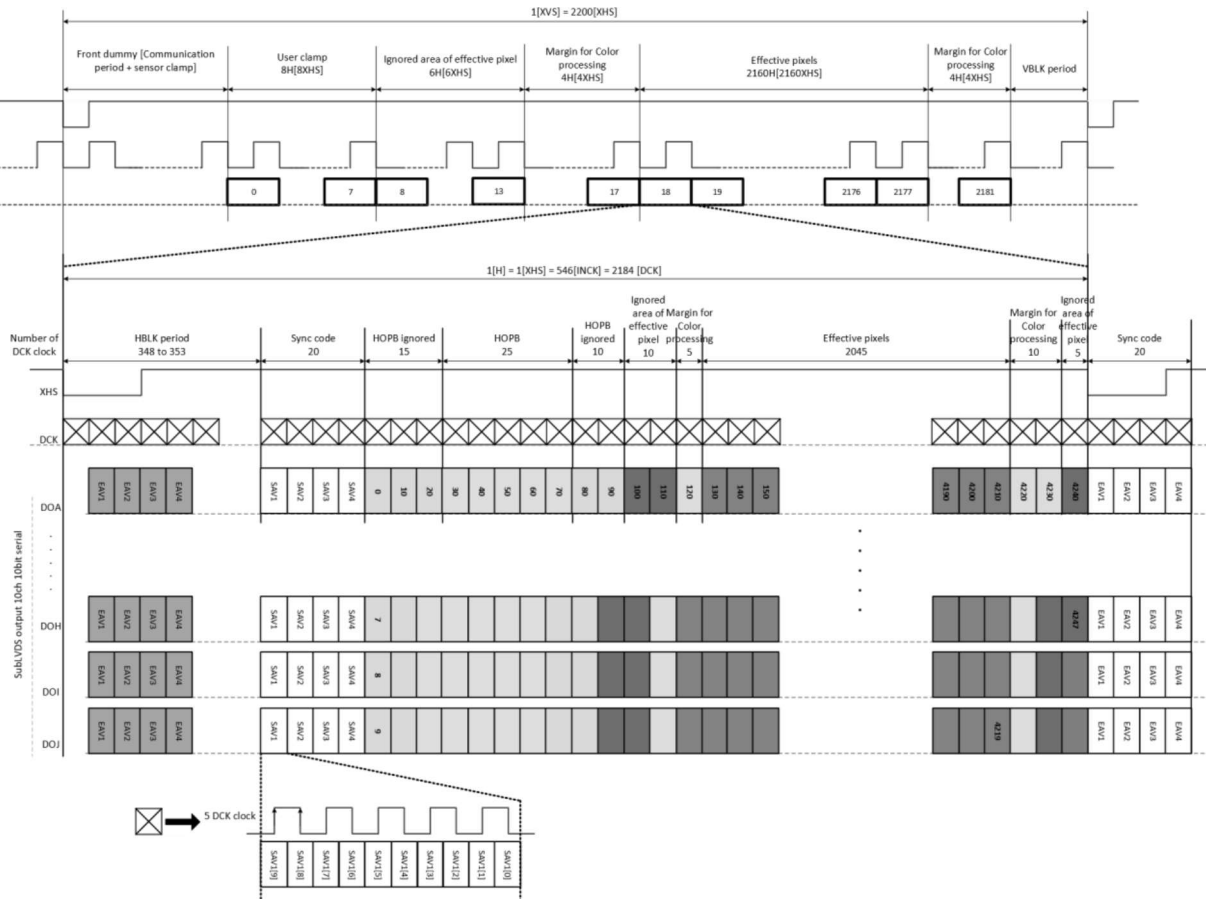 1[XVS] = 2200[XHS]
Front dummy [Communication
period + sensor clamp]
User clamp
8H[8XHS]
Ignored area of effective pixel
6H[6XHS]
Margin for Color
processing
4H[4XHS]
Effective pixels
2160H[2160XHS]
Margin for Color
processing
4H[4XHS]
VBLK period
0 7 8 13 17 18 19 2176 2177 2181
1[H] = 1[XHS] = 546[INCK] = 2184 [DCK]
Number of
DCK clock
HBLK period
348 to 353
Sync code
20
HOPB ignored
15
HOPB
25
HOPB
ignored
10
Ignored
area of
effective
pixel
10
Margin for
Color
processing
5
Effective pixels
2045
Margin for
Color
processing
10
Ignored
area of
effective
pixel
5
Sync code
20
XHS
DCK
SubLVDS output 10ch 10bit serial
DOA
EAV1 EAV2 EAV3 EAV4 SAV1 SAV2 SAV3 SAV4 0 10 20 30 40 50 60 70 80 90 100 110 120 130 140 150 4190 4200 4210 4220 4230 4240 EAV1 EAV2 EAV3 EAV4
DOH
EAV1 EAV2 EAV3 EAV4 SAV1 SAV2 SAV3 SAV4 7 4247 EAV1 EAV2 EAV3 EAV4
DOI
EAV1 EAV2 EAV3 EAV4 SAV1 SAV2 SAV3 SAV4 8 EAV1 EAV2 EAV3 EAV4
DOJ
EAV1 EAV2 EAV3 EAV4 SAV1 SAV2 SAV3 SAV4 9 4219 EAV1 EAV2 EAV3 EAV4
5 DCK clock
SAV1[9] SAV1[8] SAV1[7] SAV1[6] SAV1[5] SAV1[4] SAV1[3] SAV1[2] SAV1[1] SAV1[0]